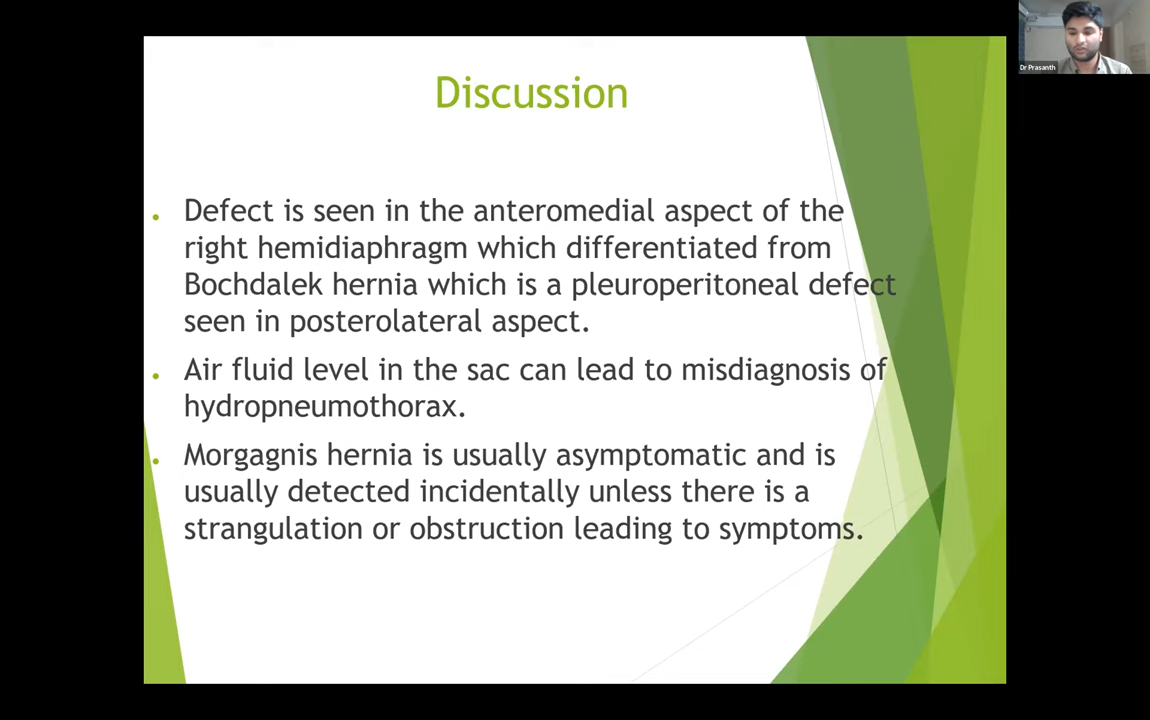 Dr Prasanth
Discussion
Defect is seen in the anteromedial aspect of the
right hemidiaphragm which differentiated from
Bochdalek hernia which is a pleuroperitoneal defect
seen in posterolateral aspect.
Air fluid level in the sac can lead to misdiagnosis of
hydropneumothorax.
Morgagnis hernia is usually asymptomatic and is
usually detected incidentally unless there is a
strangulation or obstruction leading to symptoms.